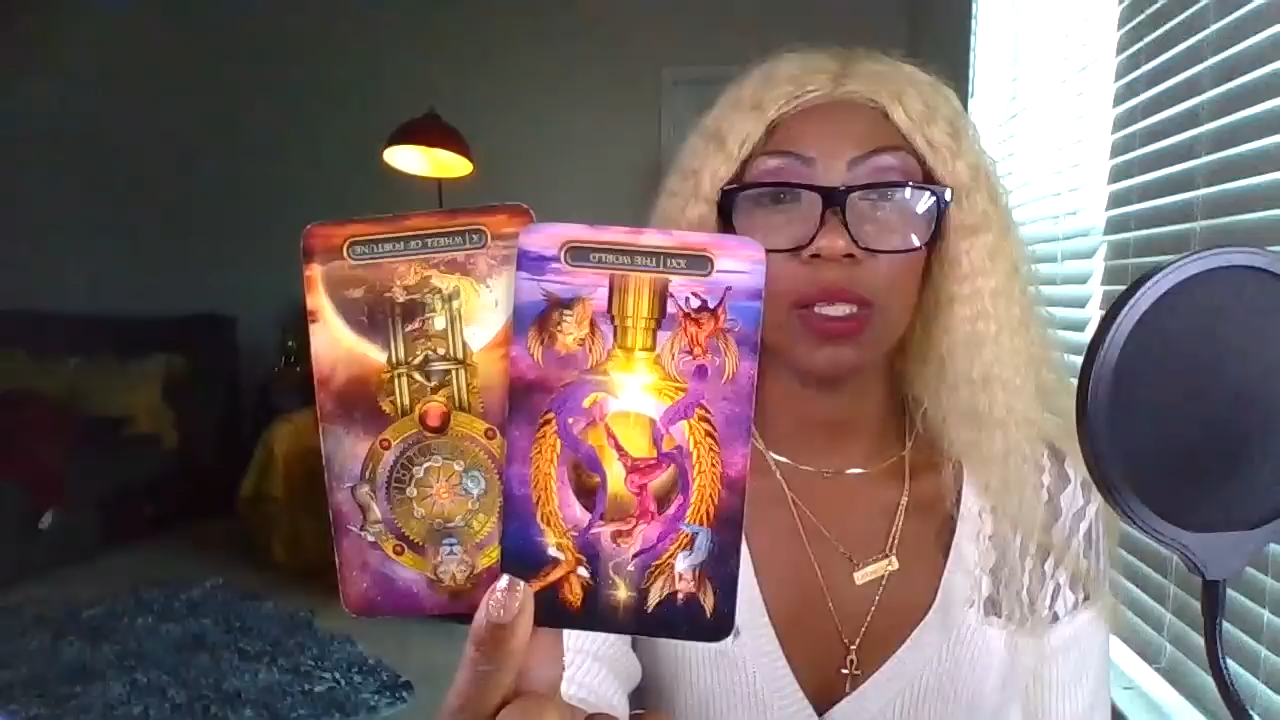 X | WHEEL OF FORTUNE
XXI | THE WORLD